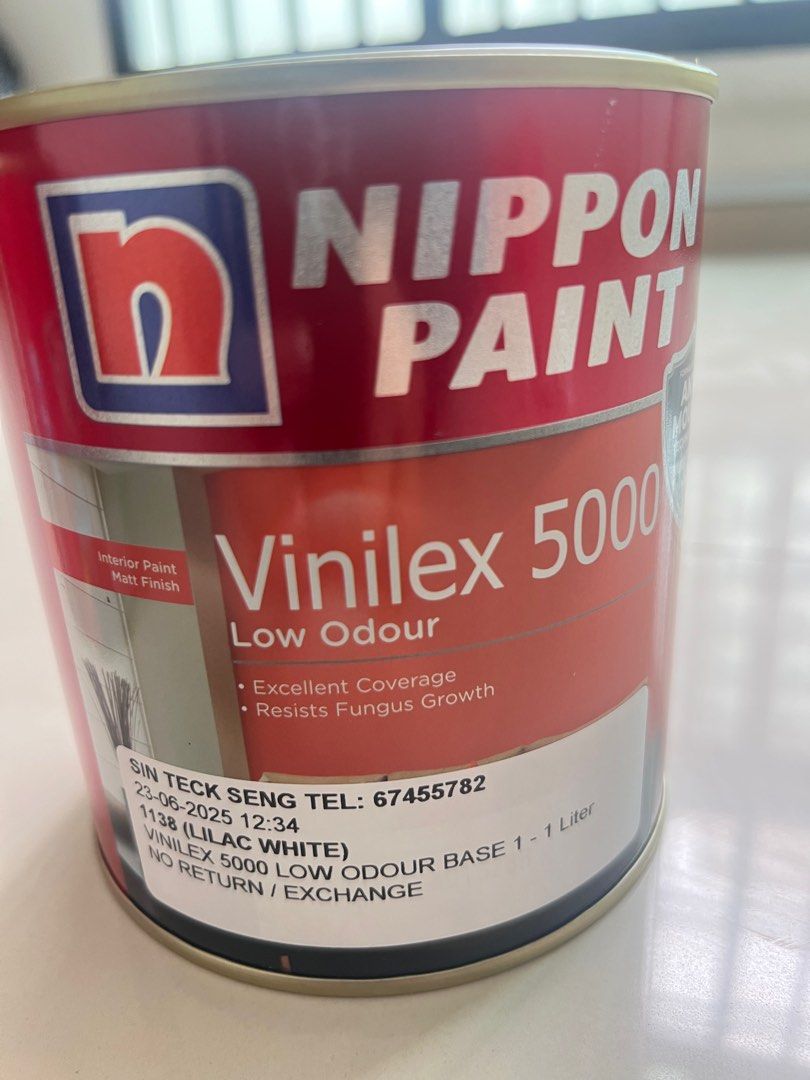 n
NIPPON
PAINT
Interior Paint
Matt Finish
Vinilex 5000
Low Odour
• Excellent Coverage
• Resists Fungus Growth
SIN TECK SENG TEL: 67455782
23-06-2025 12:34
1138 (LILAC WHITE)
VINILEX 5000 LOW ODOUR BASE 1 - 1 Liter
NO RETURN / EXCHANGE